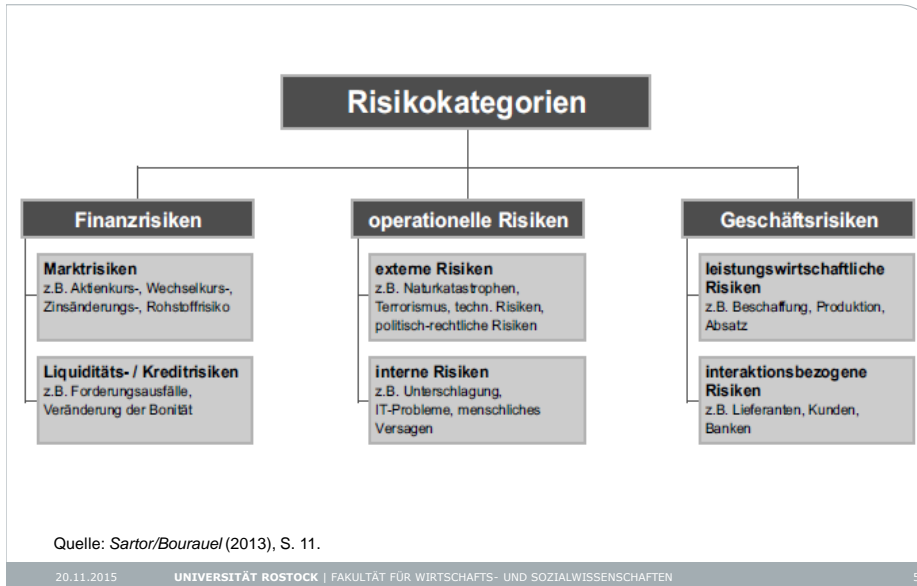 Risikokategorien
Finanzrisiken
Marktrisiken
z.B. Aktienkurs-, Wechselkurs-,
Zinsänderungs-, Rohstoffrisiko
Liquiditäts- / Kreditrisiken
z.B. Forderungsausfälle,
Veränderung der Bonität
operationelle Risiken
externe Risiken
z.B. Naturkatastrophen,
Terrorismus, techn. Risiken,
politisch-rechtliche Risiken
interne Risiken
z.B. Unterschlagung,
IT-Probleme, menschliches
Versagen
Geschäftsrisiken
leistungswirtschaftliche
Risiken
z.B. Beschaffung, Produktion,
Absatz
interaktionsbezogene
Risiken
z.B. Lieferanten, Kunden,
Banken
Quelle: Sartor/Bourauel (2013), S. 11.
20.11.2015 UNIVERSITÄT ROSTOCK | FAKULTÄT FÜR WIRTSCHAFTS- UND SOZIALWISSENSCHAFTEN